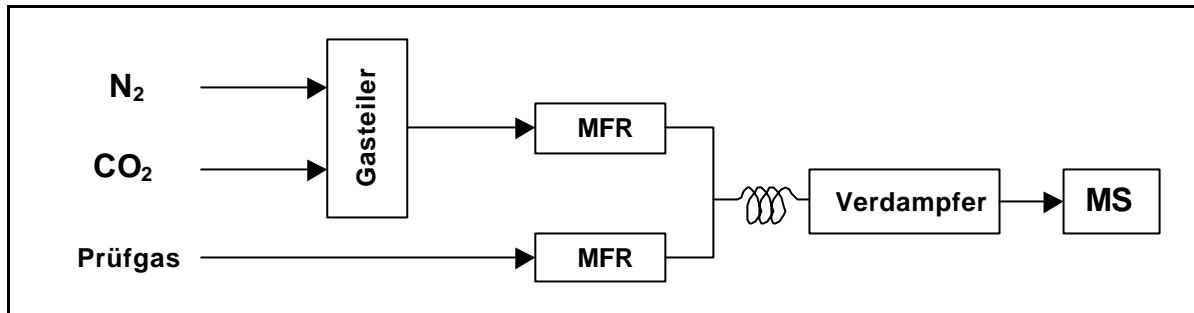 N₂
CO₂
Prüfgas
Gasteiler
MFR
MFR
Verdampfer
MS